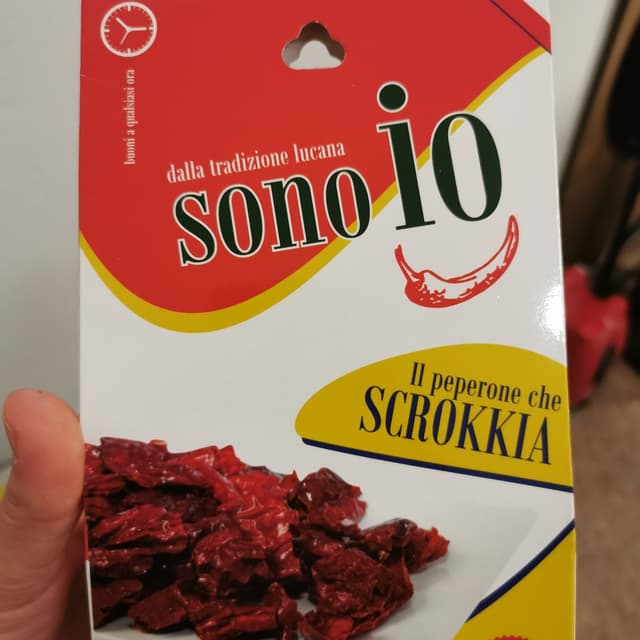 buoni a qualsiasi ora
dalla tradizione lucana
sono io
Il peperone che
SCROKKIA